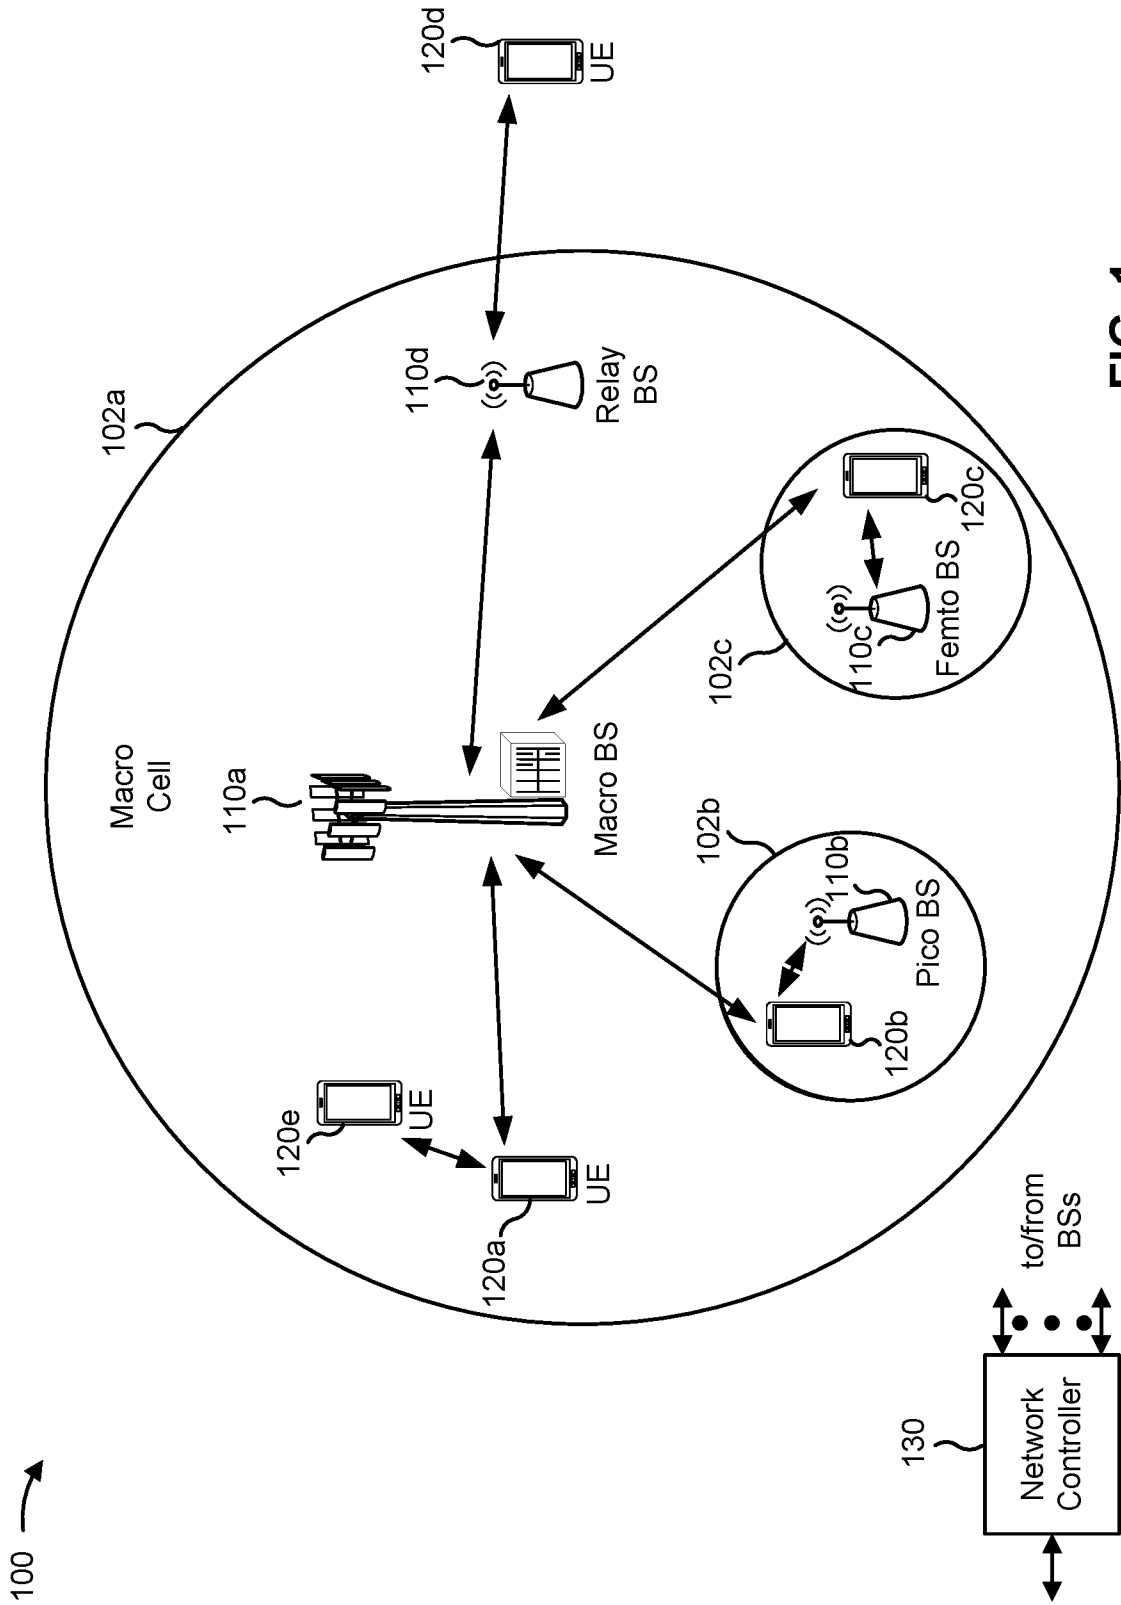 100
102a
Macro
Cell
110a
120e
110d
120d
UE
120a
UE
Macro BS
Relay
BS
UE
102b
102c
110b
110c
120b
130
Pico BS
Femto BS
120c
Network
Controller
to/from
BSs
FIG. 1